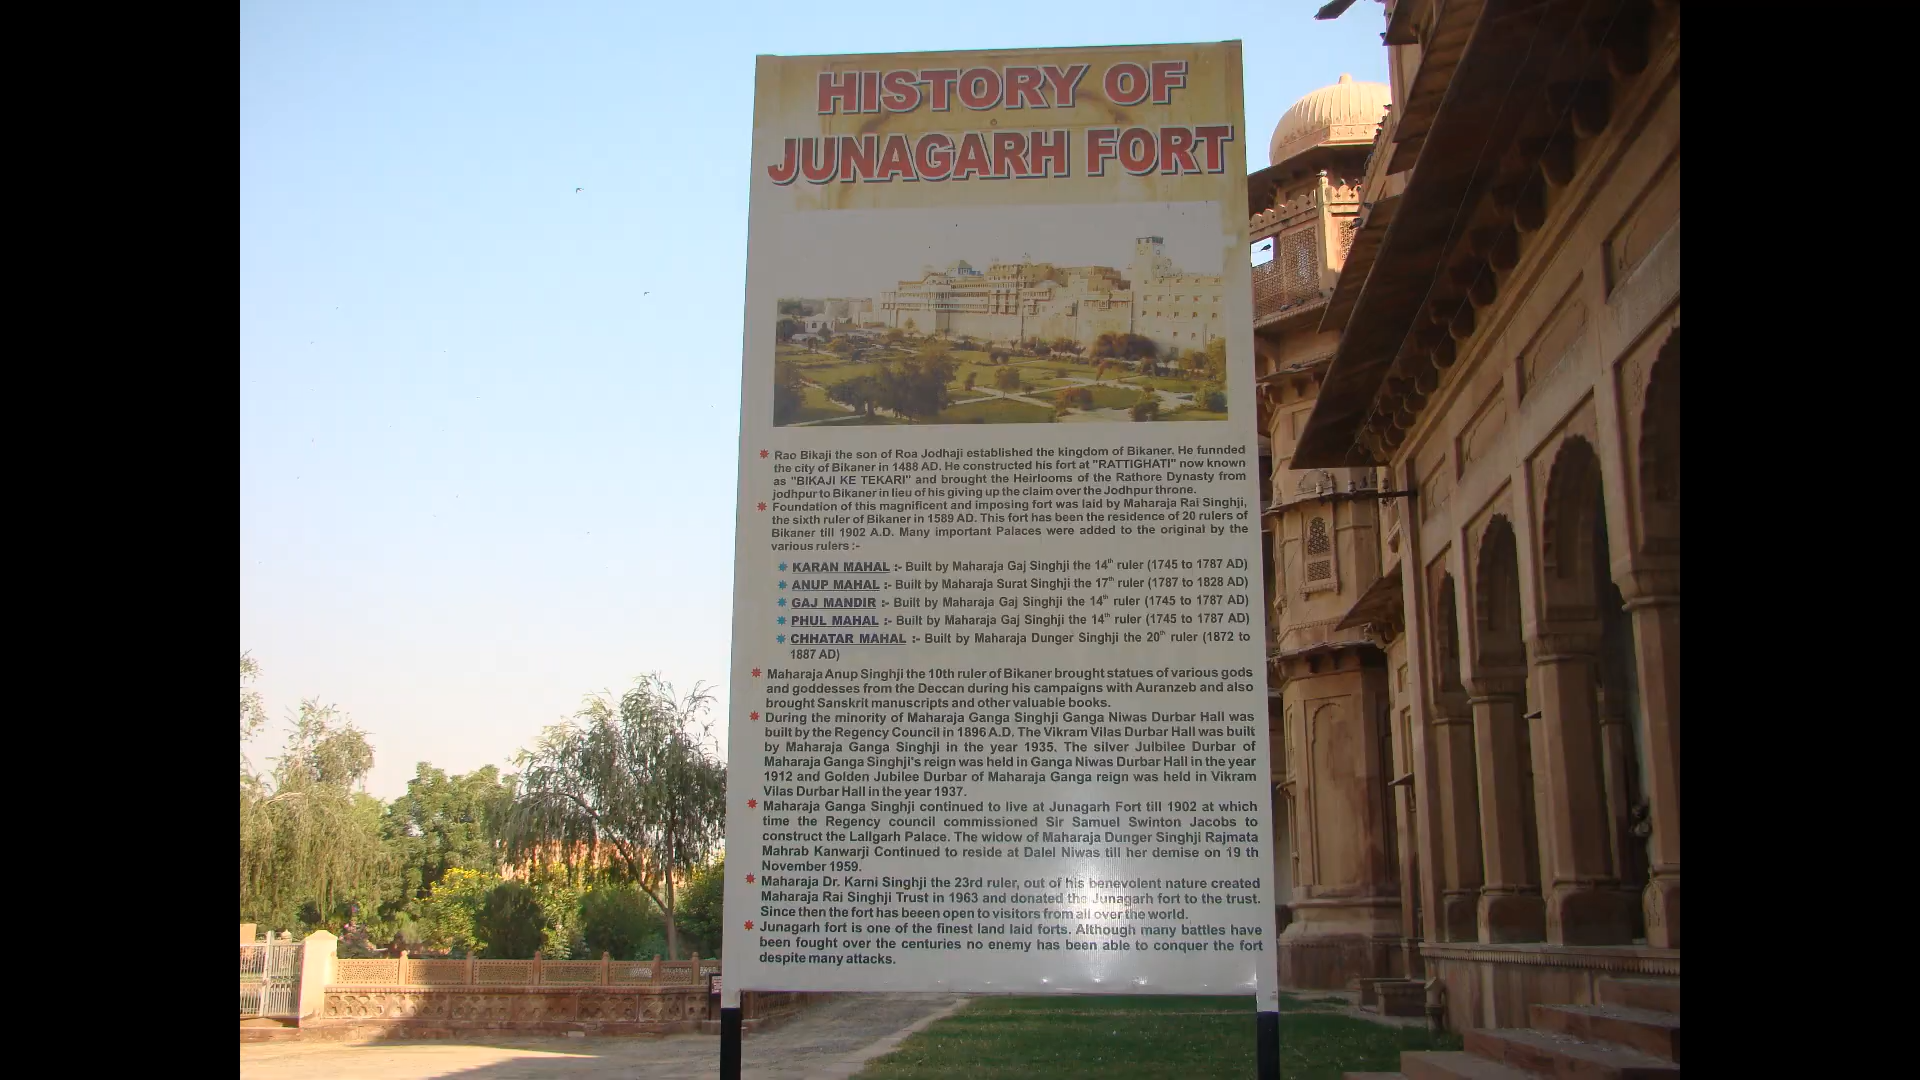 HISTORY OF
JUNAGARH FORT
Rao Bikaji the son of Roa Jodhaji established the kingdom of Bikaner. He funnded
the city of Bikaner in 1488 AD. He constructed his fort at "RATTIGHATI" now known
as "BIKAJI KE TEKARI" and brought the Heirlooms of the Rathore Dynasty from
jodhpur to Bikaner in lieu of his giving up the claim over the Jodhpur throne.
Foundation of this magnificent and imposing fort was laid by Maharaja Rai Singhji,
the sixth ruler of Bikaner in 1589 AD. This fort has been the residence of 20 rulers of
Bikaner till 1902 A.D. Many important Palaces were added to the original by the
various rulers :-
KARAN MAHAL :- Built by Maharaja Gaj Singhji the 14th ruler (1745 to 1787 AD)
ANUP MAHAL :- Built by Maharaja Surat Singhji the 17th ruler (1787 to 1828 AD)
GAJ MANDIR :- Built by Maharaja Gaj Singhji the 14th ruler (1745 to 1787 AD)
PHUL MAHAL :- Built by Maharaja Gaj Singhji the 14th ruler (1745 to 1787 AD)
CHHATAR MAHAL :- Built by Maharaja Dunger Singhji the 20th ruler (1872 to
1887 AD)
Maharaja Anup Singhji the 10th ruler of Bikaner brought statues of various gods
and goddesses from the Deccan during his campaigns with Auranzeb and also
brought Sanskrit manuscripts and other valuable books.
During the minority of Maharaja Ganga Singhji Ganga Niwas Durbar Hall was
built by the Regency Council in 1896 A.D. The Vikram Vilas Durbar Hall was built
by Maharaja Ganga Singhji in the year 1935. The silver Julbilee Durbar of
Maharaja Ganga Singhji's reign was held in Ganga Niwas Durbar Hall in the year
1912 and Golden Jubilee Durbar of Maharaja Ganga reign was held in Vikram
Vilas Durbar Hall in the year 1937.
Maharaja Ganga Singhji continued to live at Junagarh Fort till 1902 at which
time the Regency council commissioned Sir Samuel Swinton Jacobs to
construct the Lallgarh Palace. The widow of Maharaja Dunger Singhji Rajmata
Mahrab Kanwarji Continued to reside at Dalel Niwas till her demise on 19 th
November 1959.
Maharaja Dr. Karni Singhji the 23rd ruler, out of his benevolent nature created
Maharaja Rai Singhji Trust in 1963 and donated the Junagarh fort to the trust.
Since then the fort has beeen open to visitors from all over the world.
Junagarh fort is one of the finest land laid forts. Although many battles have
been fought over the centuries no enemy has been able to conquer the fort
despite many attacks.